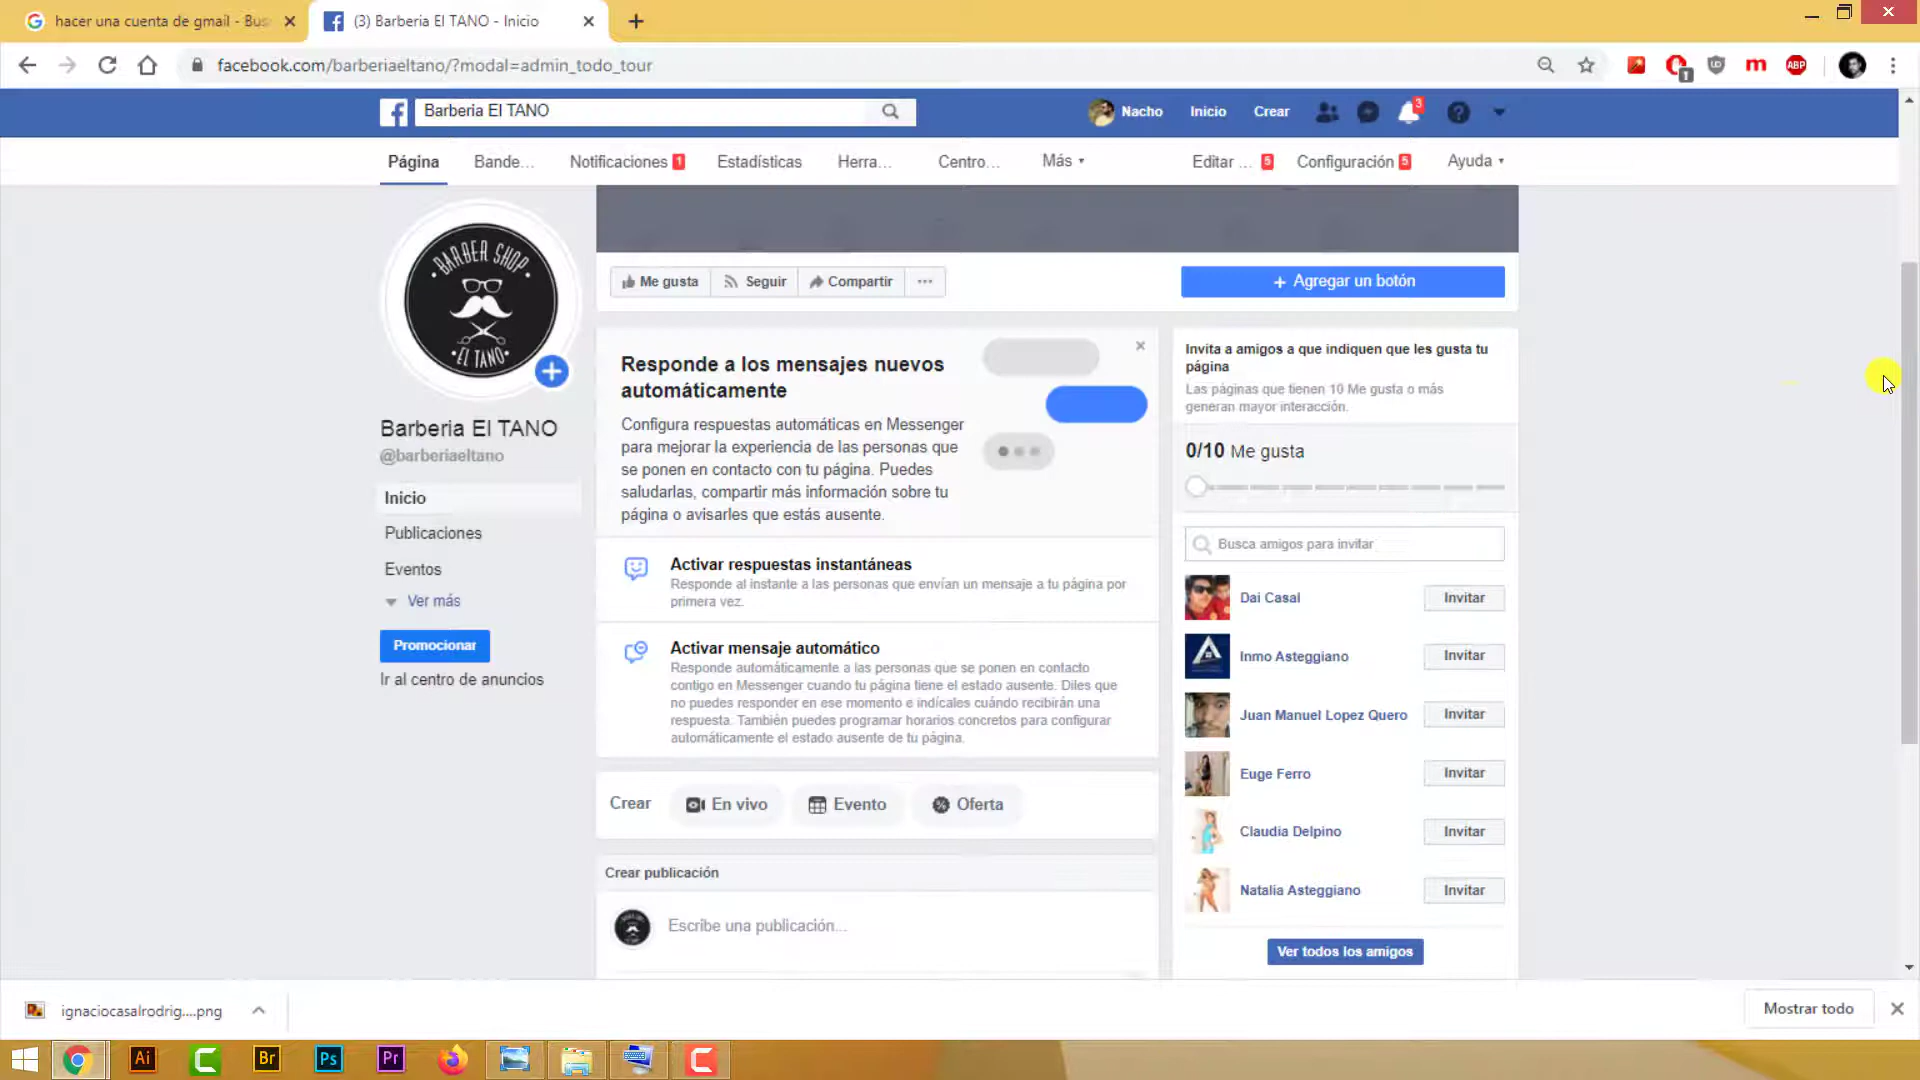 hacer una cuenta de gmail - Bus
(3) Barberia El TANO - Inicio
facebook.com/barberiaeltano/?modal=admin_todo_tour
1
m
ABP
Barberia El TANO
Nacho
Inicio
Crear
3
Página
Bande...
Notificaciones 1
Estadísticas
Herra...
Centro...
Más
Editar ... 5
Configuración 5
Ayuda
BARBER SHOP
EL TANO
Barberia El TANO
@barberiaeltano
Inicio
Publicaciones
Eventos
Ver más
Promocionar
Ir al centro de anuncios
Me gusta
Seguir
Compartir
+ Agregar un botón
Responde a los mensajes nuevos
automáticamente
Configura respuestas automáticas en Messenger
para mejorar la experiencia de las personas que
se ponen en contacto con tu página. Puedes
saludarlas, compartir más información sobre tu
página o avisarles que estás ausente.
Activar respuestas instantáneas
Responde al instante a las personas que envían un mensaje a tu página por
primera vez.
Activar mensaje automático
Responde automáticamente a las personas que se ponen en contacto
contigo en Messenger cuando tu página tiene el estado ausente. Diles que
no puedes responder en ese momento e indícales cuándo recibirán una
respuesta. También puedes programar horarios concretos para configurar
automáticamente el estado ausente de tu página.
Crear
En vivo
Evento
Oferta
Crear publicación
Escribe una publicación...
Invita a amigos a que indiquen que les gusta tu
página
Las páginas que tienen 10 Me gusta o más
generan mayor interacción.
0/10 Me gusta
Busca amigos para invitar
Dai Casal
Invitar
Inmo Asteggiano
Invitar
Juan Manuel Lopez Quero
Invitar
Euge Ferro
Invitar
Claudia Delpino
Invitar
Natalia Asteggiano
Invitar
Ver todos los amigos
ignaciocasalrodrig....png
Mostrar todo
Ai
Br
Ps
Pr